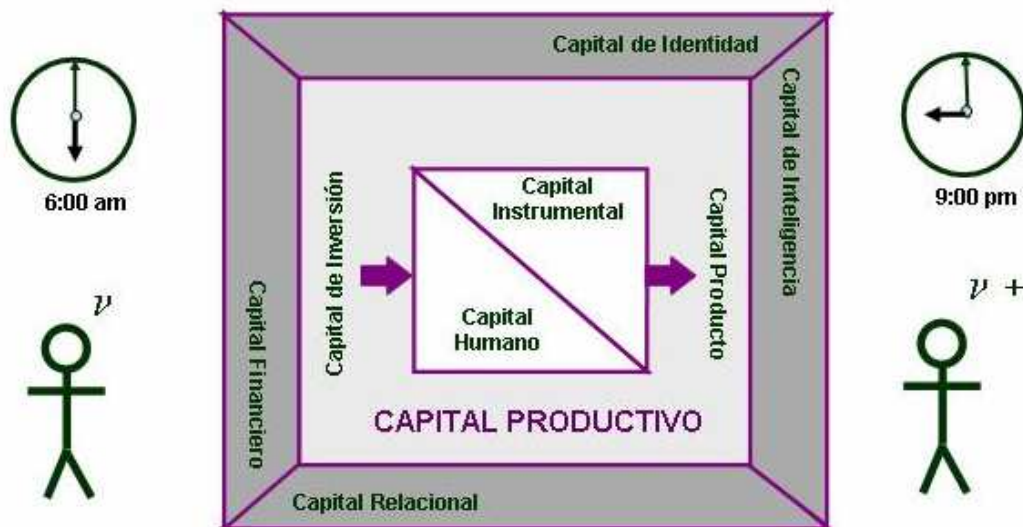 Capital de Identidad
Capital de Inteligencia
6:00 am
9:00 pm
Capital
Instrumental
Capital de Inversión
Capital Producto
ν
ν +
Capital
Humano
Capital Financiero
CAPITAL PRODUCTIVO
Capital Relacional